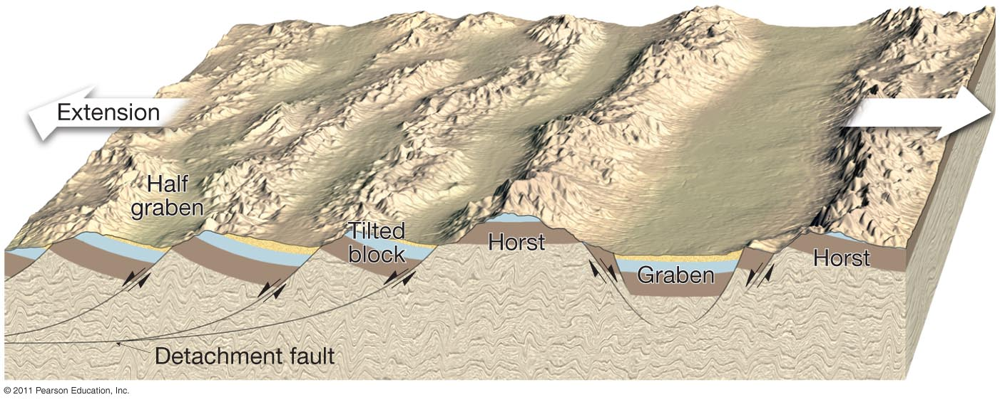 Extension
Half
graben
Tilted
block
Horst
Graben
Horst
Detachment fault
© 2011 Pearson Education, Inc.